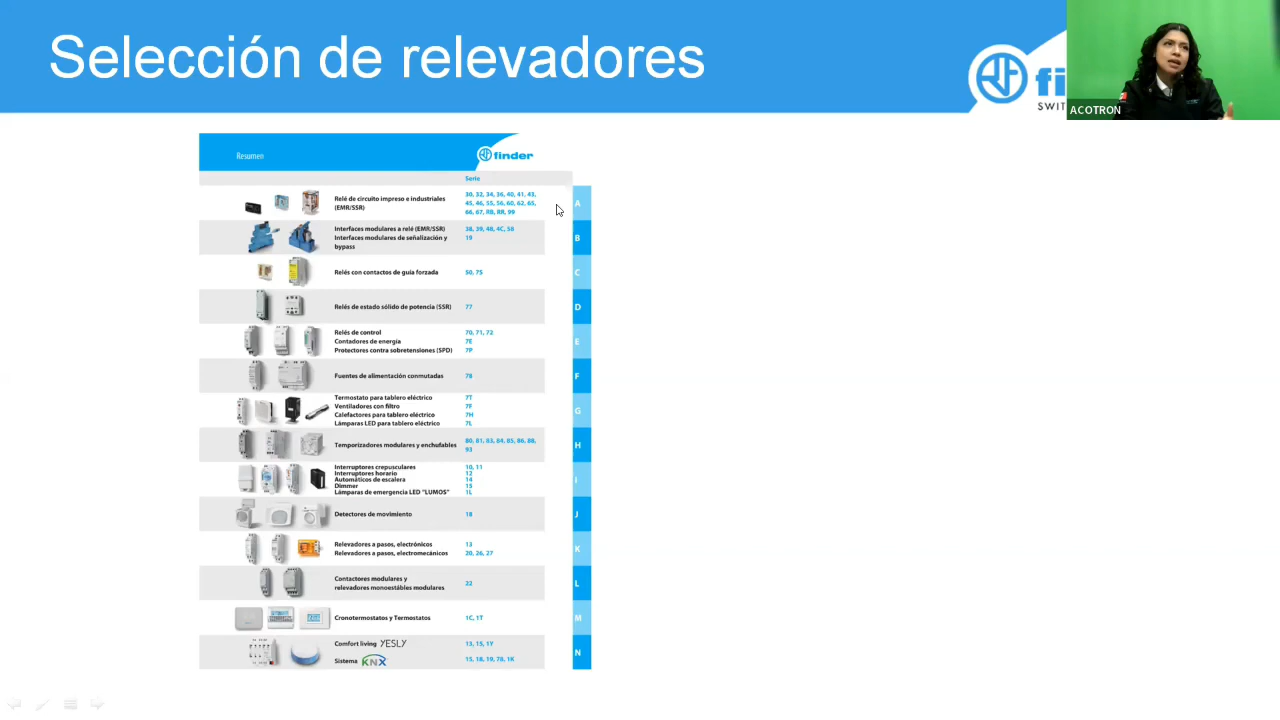 Selección de relevadores
fi
SWIT
ACOTRON
Resumen
finder
Serie
Relé de circuito impreso e industriales
(EMR/SSR)
30, 32, 34, 36, 40, 41, 43,
45, 46, 55, 56, 60, 62, 65,
66, 67, RB, RR, 99
A
Interfaces modulares a relé (EMR/SSR)
38, 39, 48, 4C, 58
Interfaces modulares de señalización y
bypass
19
B
Relés con contactos de guia forzada
50, 7S
C
Relés de estado sólido de potencia (SSR)
77
D
Relés de control
70, 71, 72
Contadores de energía
7E
Protectores contra sobretensiones (SPD)
7P
E
Fuentes de alimentación conmutadas
78
F
Termostato para tablero eléctrico
7T
Ventiladores con filtro
7F
Calefactores para tablero eléctrico
7H
Lámparas LED para tablero eléctrico
7L
G
Temporizadores modulares y enchufables
80, 81, 83, 84, 85, 86, 88,
93
H
Interruptores crepusculares
10, 11
Interruptores horario
12
Automáticos de escalera
14
Dimmer
15
Lámparas de emergencia LED "LUMOS"
1L
I
Detectores de movimiento
18
J
Relevadores a pasos, electrónicos
13
Relevadores a pasos, electromecánicos
20, 26, 27
K
Contactores modulares y
relevadores monoestábles modulares
22
L
Cronotermostatos y Termostatos
1C, 1T
M
Comfort living YESLY
13, 15, 1Y
Sistema KNX
15, 18, 19, 78, 1K
N